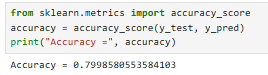 from sklearn.metrics import accuracy_score
accuracy = accuracy_score(y_test, y_pred)
print("Accuracy =", accuracy)
Accuracy = 0.7998580553584103